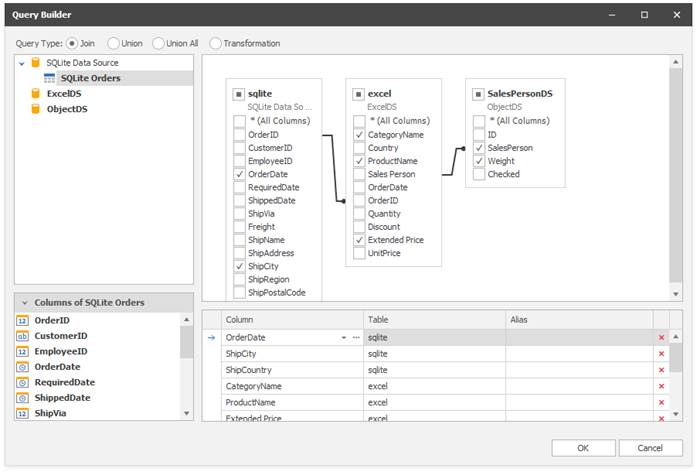 Query Builder
Query Type: Join Union Union All Transformation
SQLite Data Source
SQLite Orders
ExcelDS
ObjectDS
sqlite
SQLite Data So ...
* (All Columns)
OrderID
CustomerID
EmployeeID
OrderDate
RequiredDate
ShippedDate
ShipVia
Freight
ShipName
ShipAddress
ShipCity
ShipRegion
ShipPostalCode
excel
ExcelDS
* (All Columns)
CategoryName
Country
ProductName
Sales Person
OrderDate
OrderID
Quantity
Discount
Extended Price
UnitPrice
SalesPersonDS
ObjectDS
* (All Columns)
ID
SalesPerson
Weight
Checked
Columns of SQLite Orders
12 OrderID
ab CustomerID
12 EmployeeID
OrderDate
RequiredDate
ShippedDate
12 ShipVia
Column Table Alias
OrderDate sqlite
ShipCity sqlite
ShipCountry sqlite
CategoryName excel
ProductName excel
Extended Price excel
OK Cancel